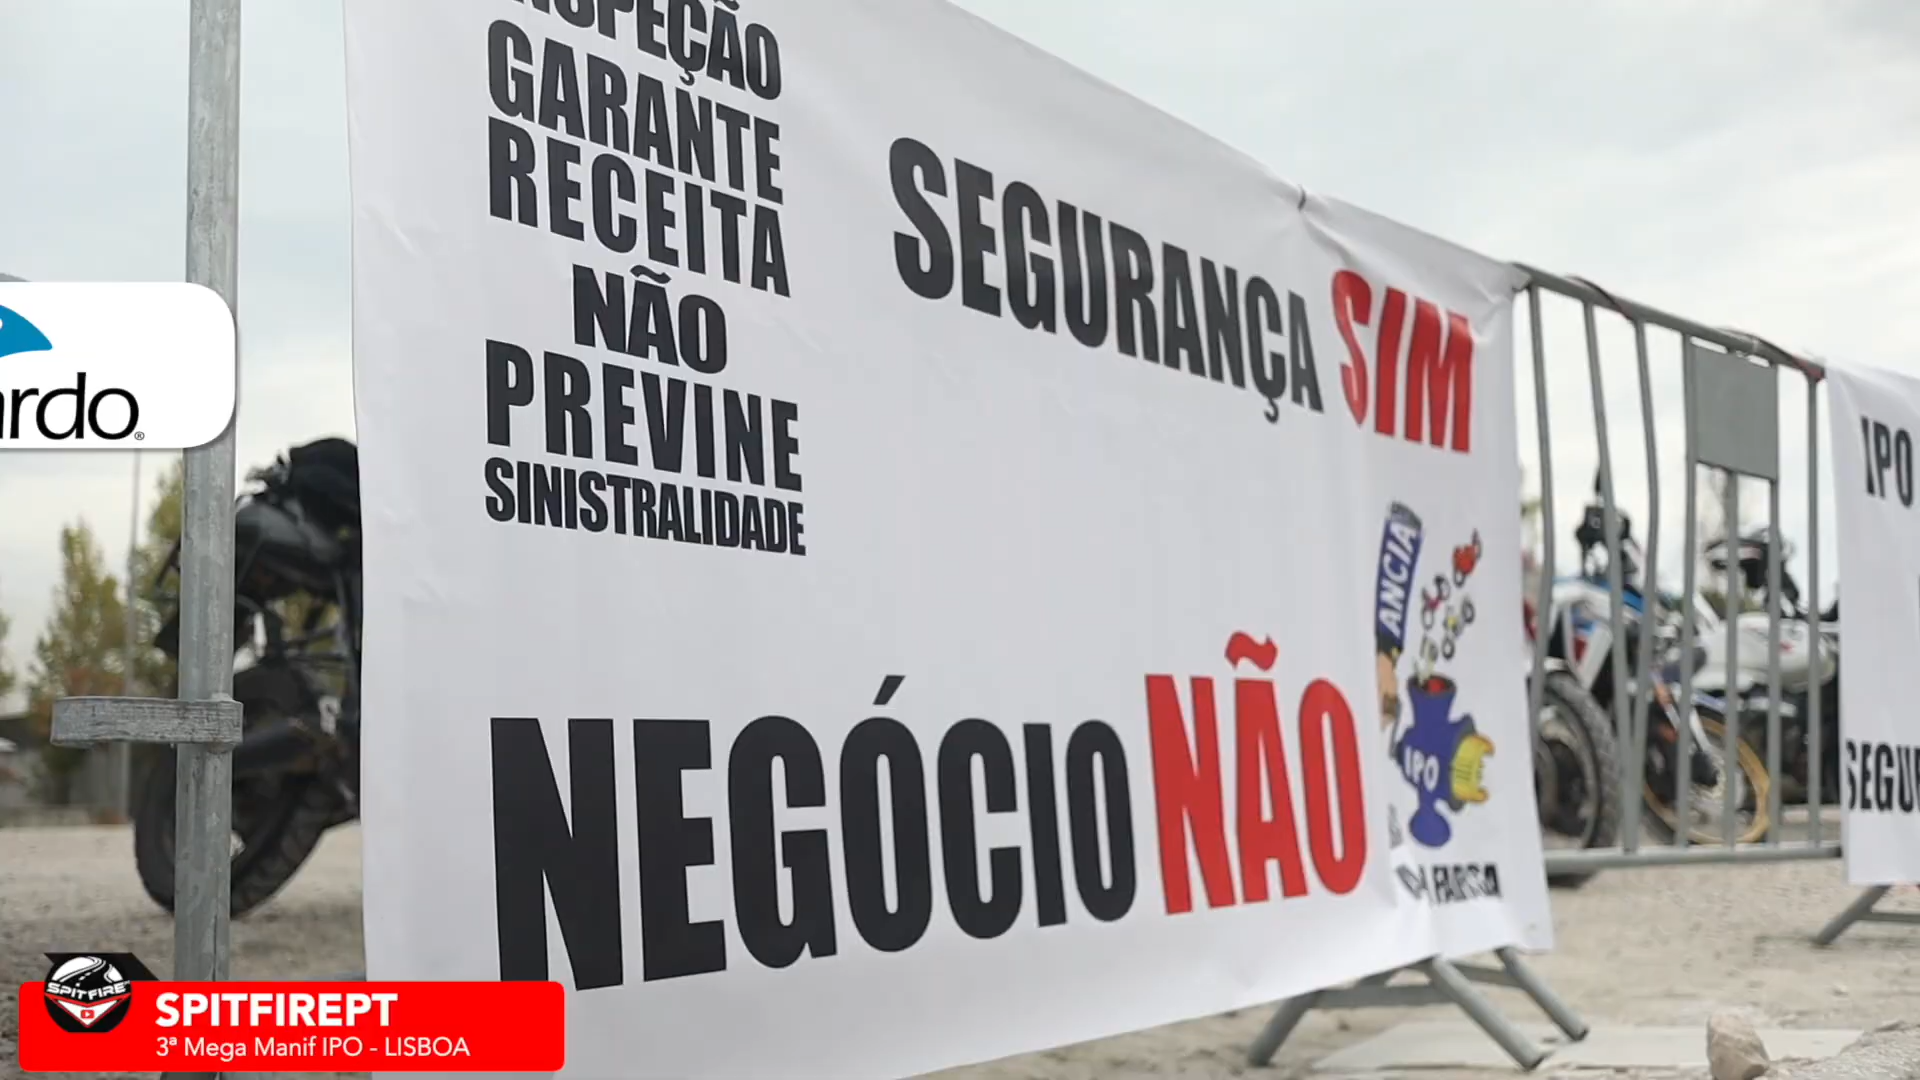 GARANTE
RECEITA
NÃO
PREVINE
SINISTRALIDADE
SEGURANÇA SIM
NEGÓCIO NÃO
ANCIA
IPO
IPO
ardo®
SPITFIRE
SPITFIREPT
3ª Mega Manif IPO - LISBOA